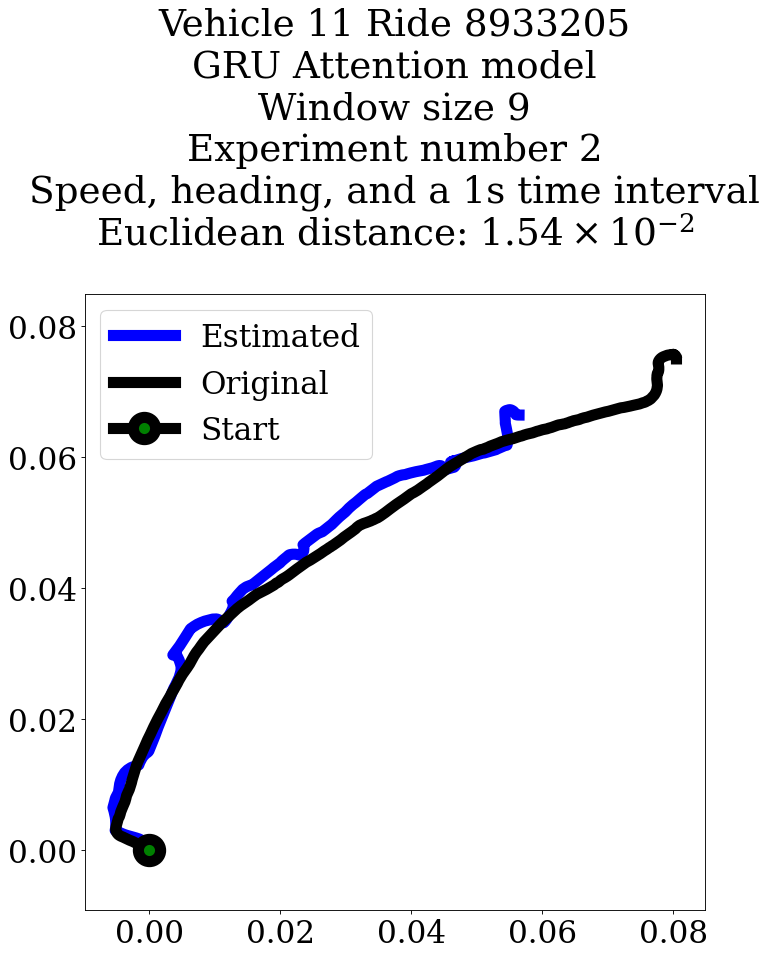 Vehicle 11 Ride 8933205
GRU Attention model
Window size 9
Experiment number 2
Speed, heading, and a 1s time interval
Euclidean distance: 1.54 × 10⁻²
Estimated
Original
Start
0.08
0.06
0.04
0.02
0.00
0.00 0.02 0.04 0.06 0.08